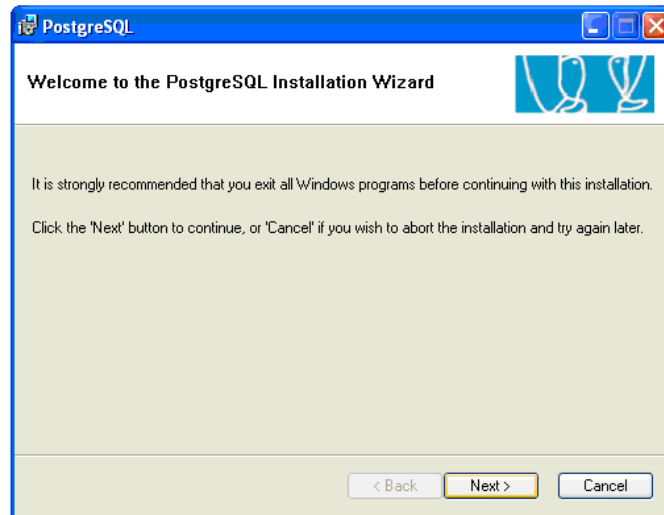 PostgreSQL
Welcome to the PostgreSQL Installation Wizard
It is strongly recommended that you exit all Windows programs before continuing with this installation.
Click the 'Next' button to continue, or 'Cancel' if you wish to abort the installation and try again later.
< Back Next > Cancel